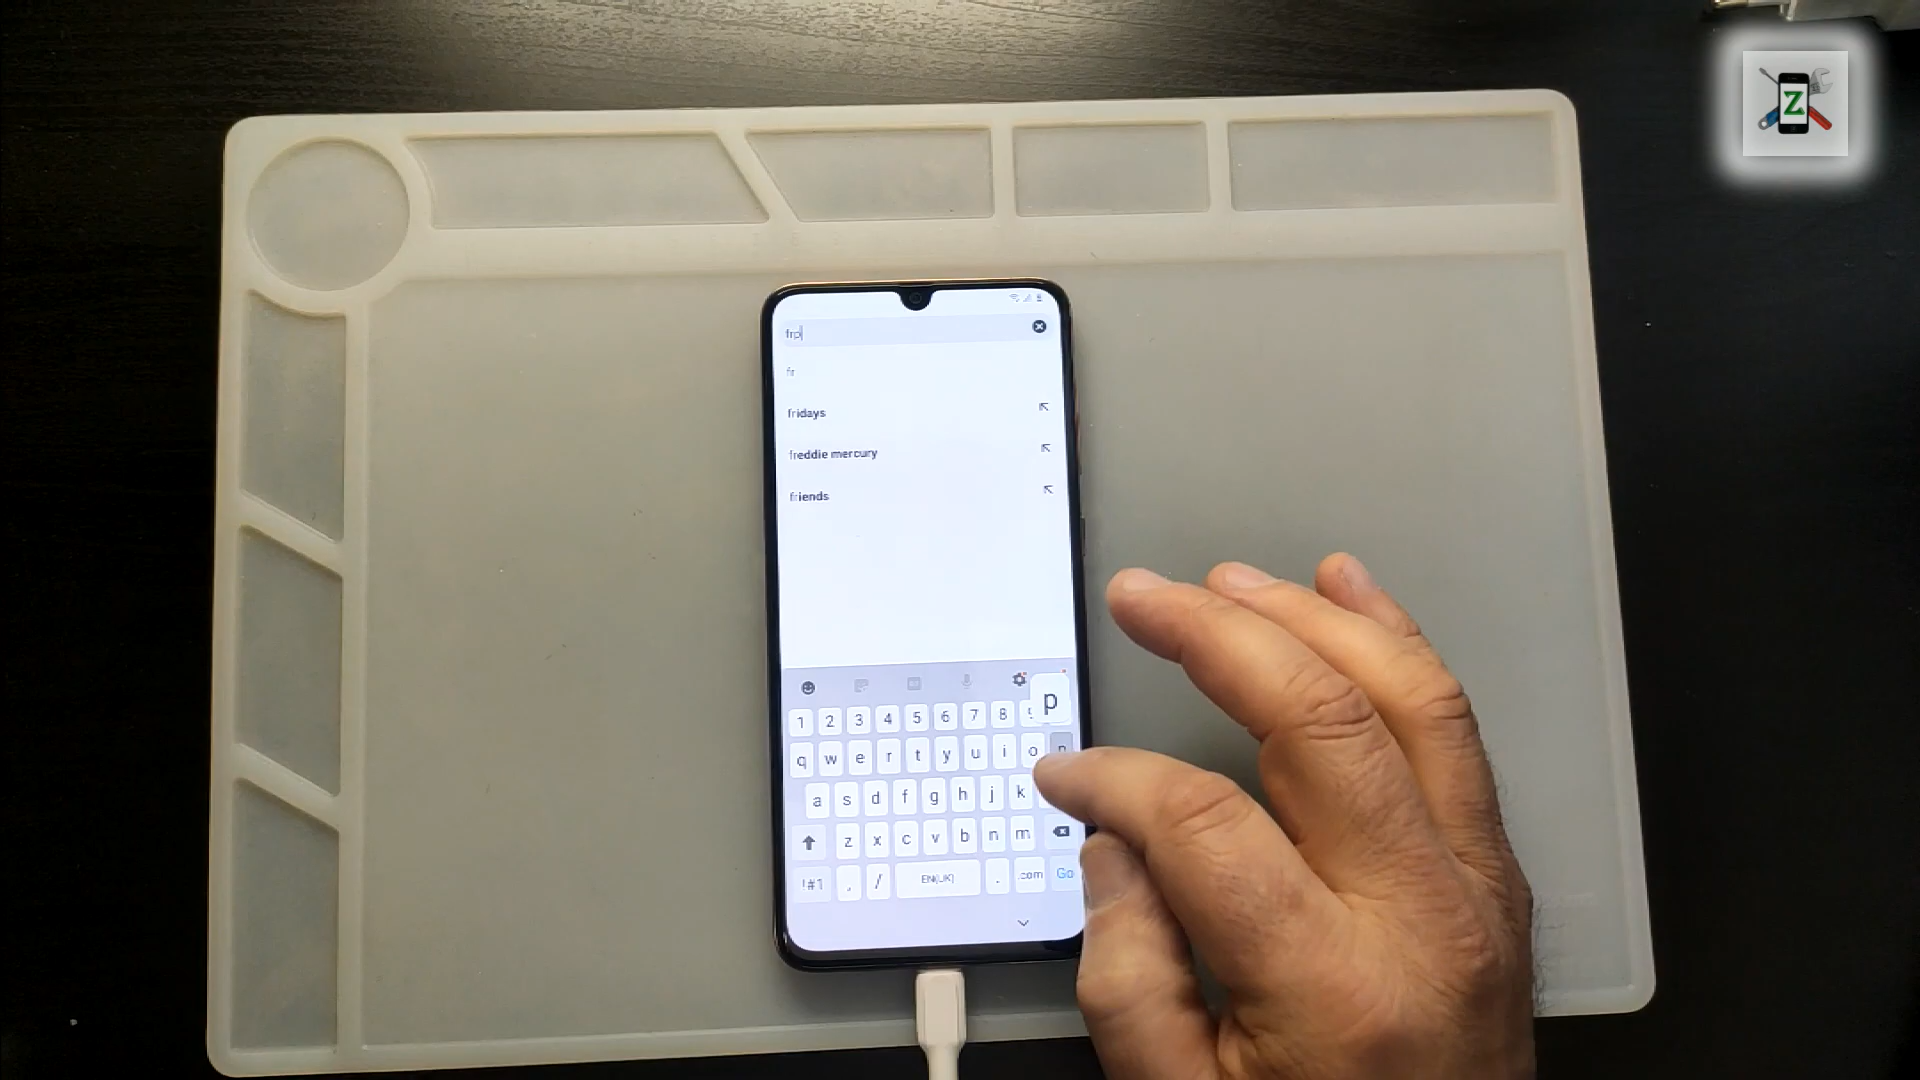 Z
frp
fr
fridays
freddie mercury
friends
p
1 2 3 4 5 6 7 8
q w e r t y u i o p
a s d f g h j k
z x c v b n m
!#1 , / EN(UK) . .com Go